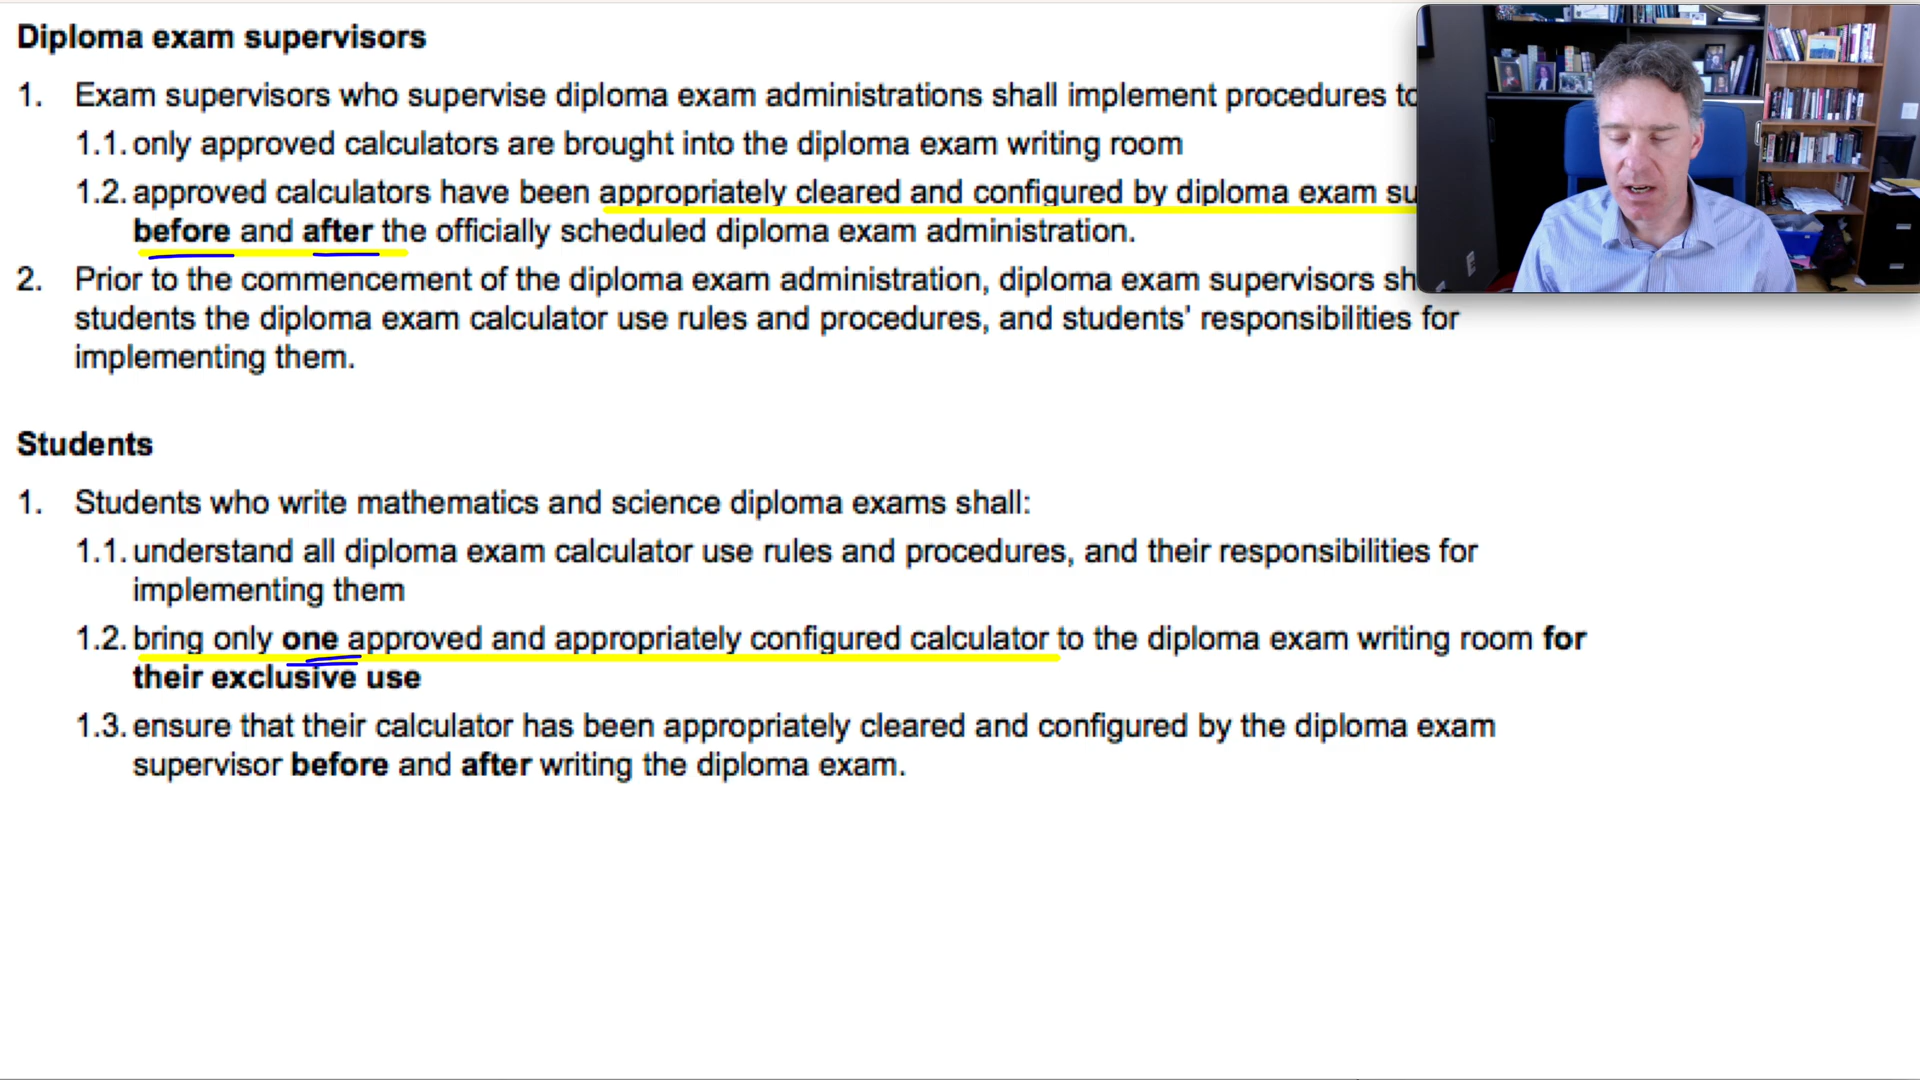 Diploma exam supervisors
1. Exam supervisors who supervise diploma exam administrations shall implement procedures to
1.1. only approved calculators are brought into the diploma exam writing room
1.2. approved calculators have been appropriately cleared and configured by diploma exam su
before and after the officially scheduled diploma exam administration.
2. Prior to the commencement of the diploma exam administration, diploma exam supervisors sh
students the diploma exam calculator use rules and procedures, and students' responsibilities for
implementing them.
Students
1. Students who write mathematics and science diploma exams shall:
1.1. understand all diploma exam calculator use rules and procedures, and their responsibilities for
implementing them
1.2. bring only one approved and appropriately configured calculator to the diploma exam writing room for
their exclusive use
1.3. ensure that their calculator has been appropriately cleared and configured by the diploma exam
supervisor before and after writing the diploma exam.